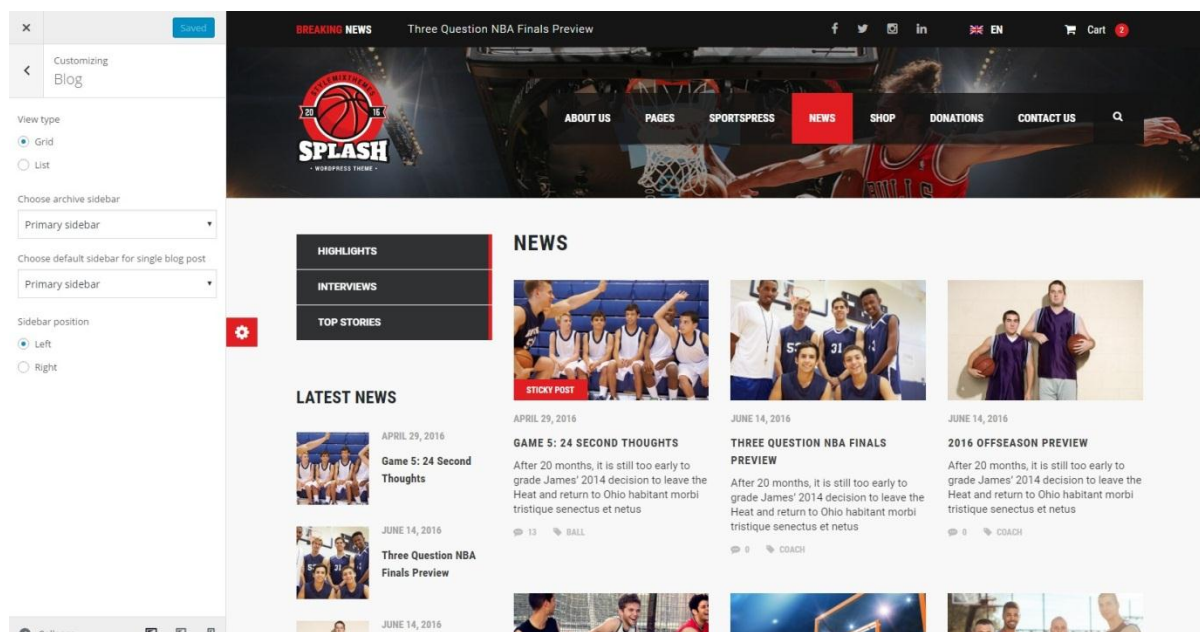 ×
Saved
Customizing
Blog
View type
Grid
List
Choose archive sidebar
Primary sidebar
Choose default sidebar for single blog post
Primary sidebar
Sidebar position
Left
Right
BREAKING NEWS Three Question NBA Finals Preview
EN
Cart 2
STYLEMIXTHEMES
20 16
SPLASH
- WORDPRESS THEME -
ABOUT US PAGES SPORTSPRESS NEWS SHOP DONATIONS CONTACT US
BULLS
HIGHLIGHTS
INTERVIEWS
TOP STORIES
LATEST NEWS
APRIL 29, 2016
Game 5: 24 Second
Thoughts
JUNE 14, 2016
Three Question NBA
Finals Preview
JUNE 14, 2016
NEWS
STICKY POST
APRIL 29, 2016
GAME 5: 24 SECOND THOUGHTS
After 20 months, it is still too early to
grade James' 2014 decision to leave the
Heat and return to Ohio habitant morbi
tristique senectus et netus
13 BALL
31
JUNE 14, 2016
THREE QUESTION NBA FINALS
PREVIEW
After 20 months, it is still too early to
grade James' 2014 decision to leave the
Heat and return to Ohio habitant morbi
tristique senectus et netus
0 COACH
JUNE 14, 2016
2016 OFFSEASON PREVIEW
After 20 months, it is still too early to
grade James' 2014 decision to leave the
Heat and return to Ohio habitant morbi
tristique senectus et netus
0 COACH